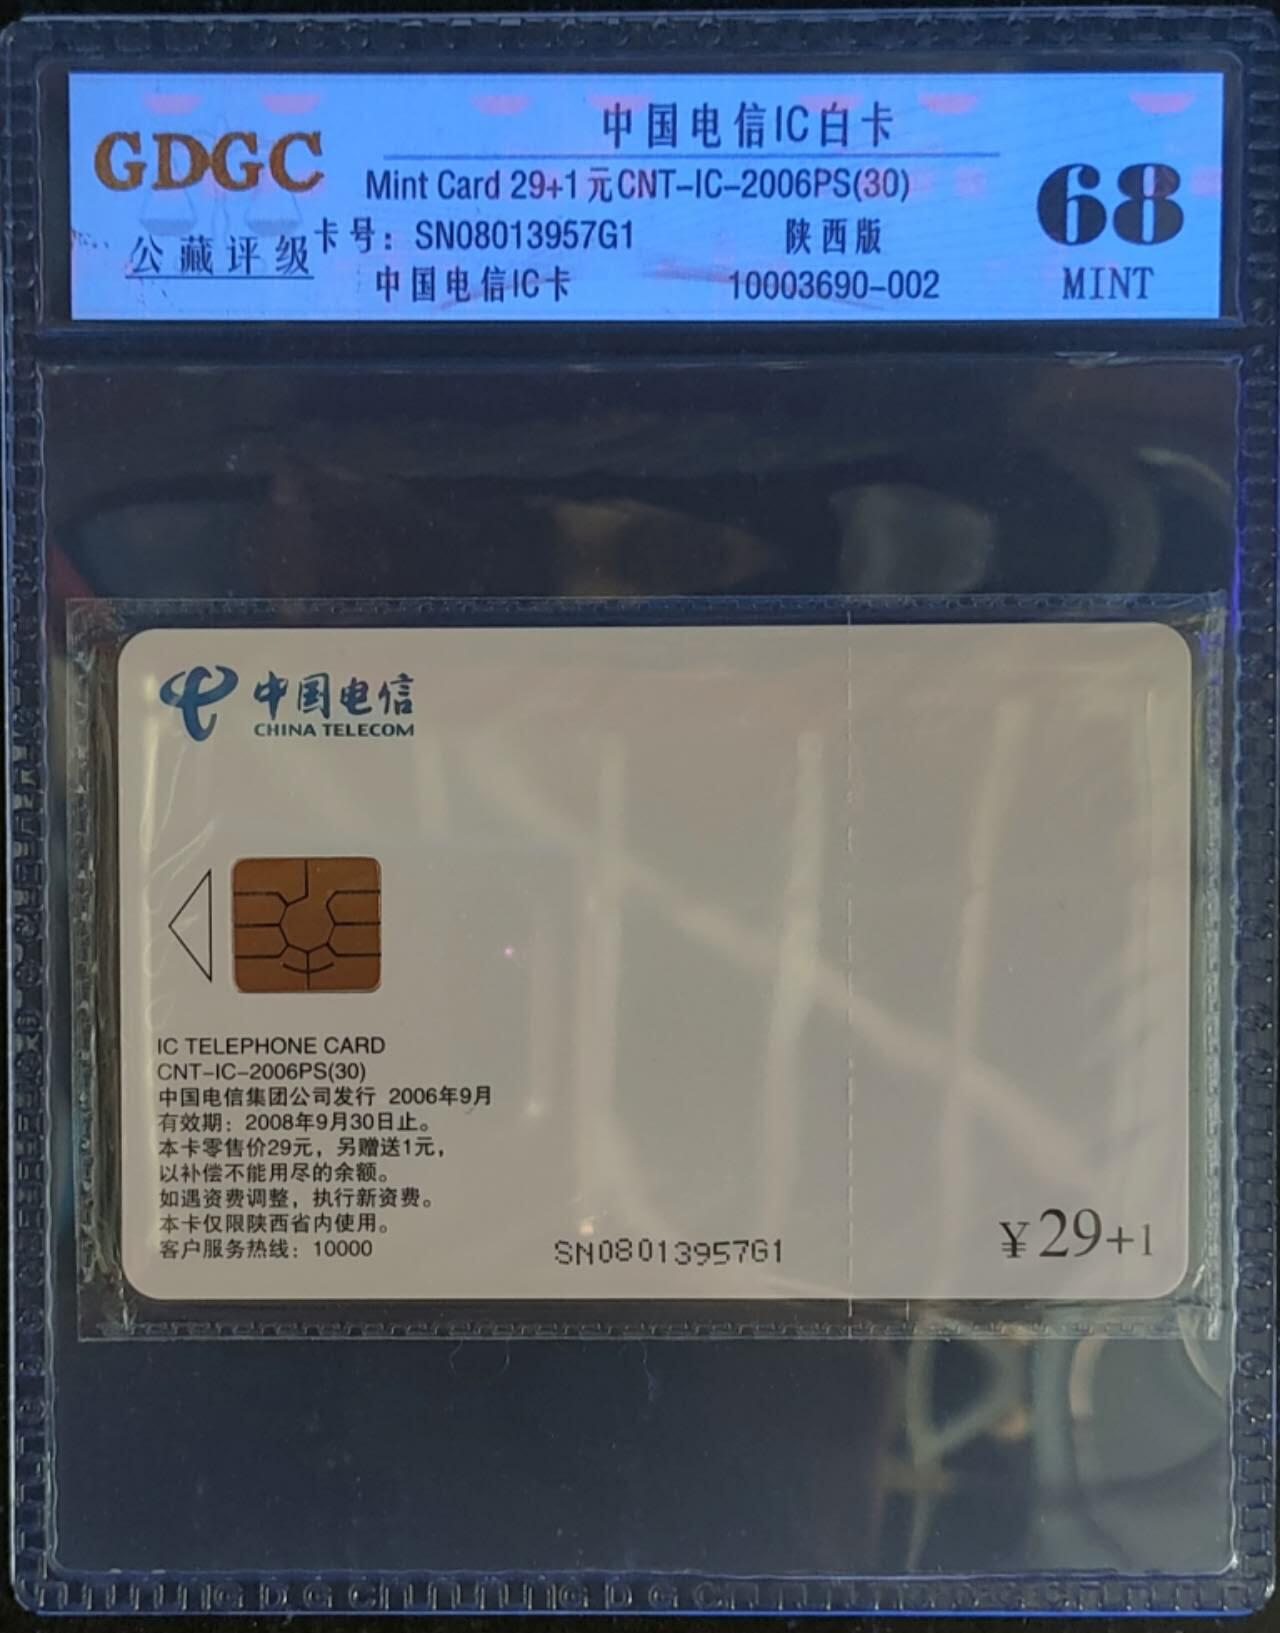 GDGC
公藏评级
中国电信IC白卡
Mint Card 29+1元CNT-IC-2006PS(30)
卡号：SN08013957G1 陕西版
中国电信IC卡 10003690-002
68
MINT
中国电信
CHINA TELECOM
IC TELEPHONE CARD
CNT-IC-2006PS(30)
中国电信集团公司发行 2006年9月
有效期：2008年9月30日止。
本卡零售价29元，另赠送1元，
以补偿不能用尽的余额。
如遇资费调整，执行新资费。
本卡仅限陕西省内使用。
客户服务热线：10000
SN08013957G1
¥29+1